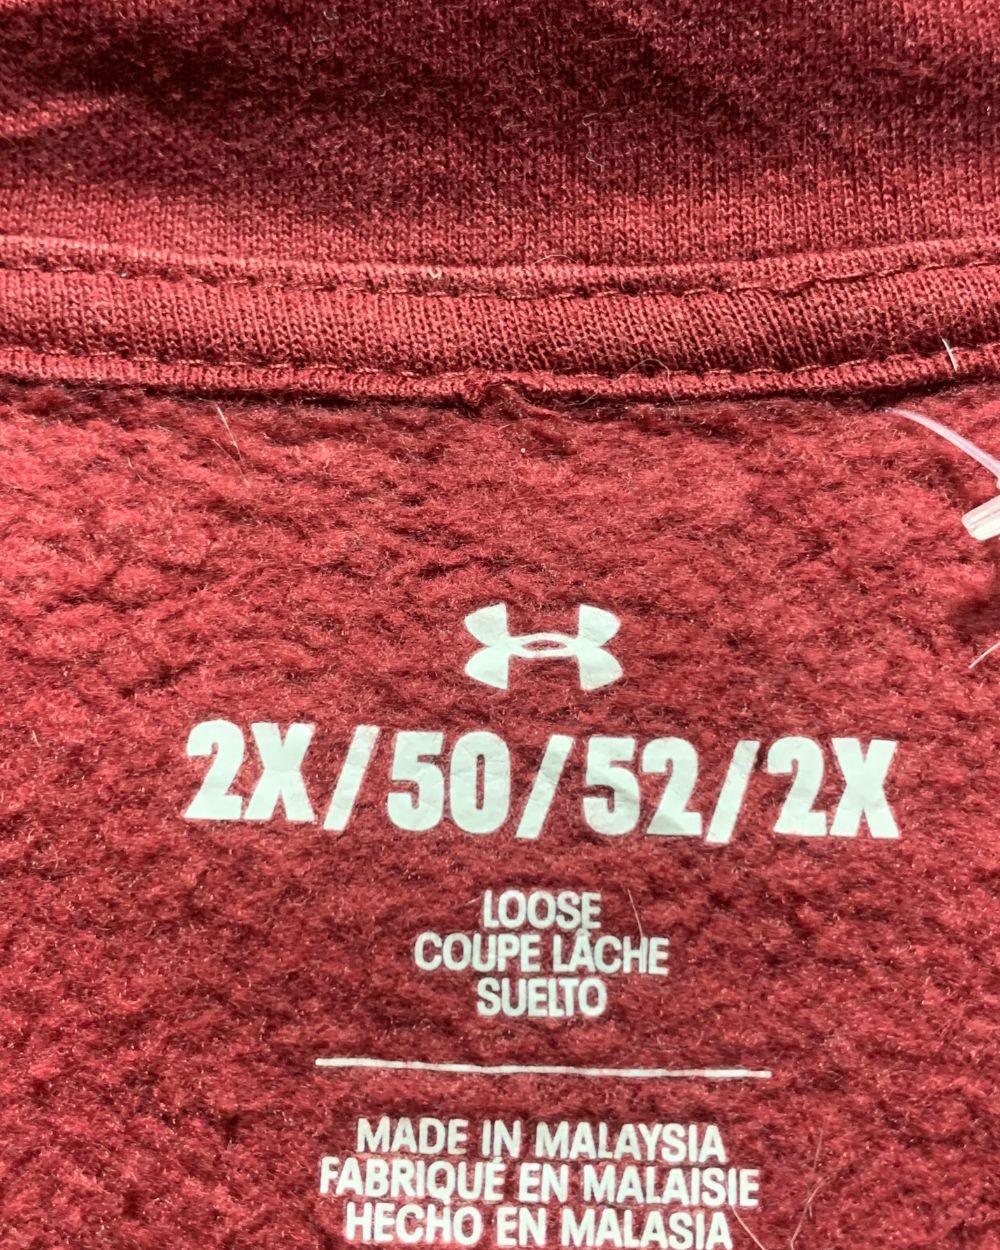 2X/50/52/2X
LOOSE
COUPE LÂCHE
SUELTO
MADE IN MALAYSIA
FABRIQUÉ EN MALAISIE
HECHO EN MALASIA